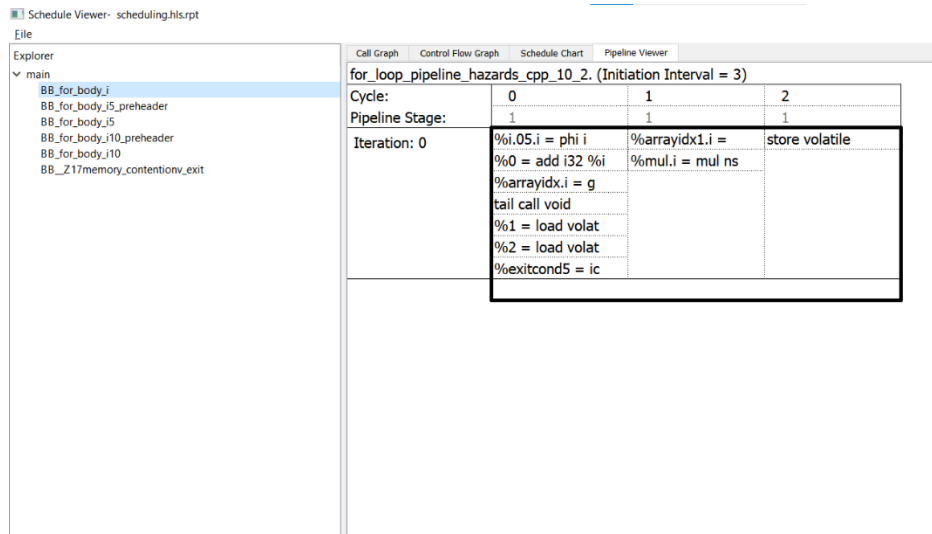 Schedule Viewer- scheduling.hls.rpt
File
Explorer
main
BB_for_body_i
BB_for_body_i5_preheader
BB_for_body_i5
BB_for_body_i10_preheader
BB_for_body_i10
BB__Z17memory_contentionv_exit
Call Graph Control Flow Graph Schedule Chart Pipeline Viewer
for_loop_pipeline_hazards_cpp_10_2. (Initiation Interval = 3)
Cycle: 0 1 2
Pipeline Stage: 1 1 1
Iteration: 0 %i.05.i = phi i %arrayidx1.i = store volatile
%0 = add i32 %i %mul.i = mul ns
%arrayidx.i = g
tail call void
%1 = load volat
%2 = load volat
%exitcond5 = ic